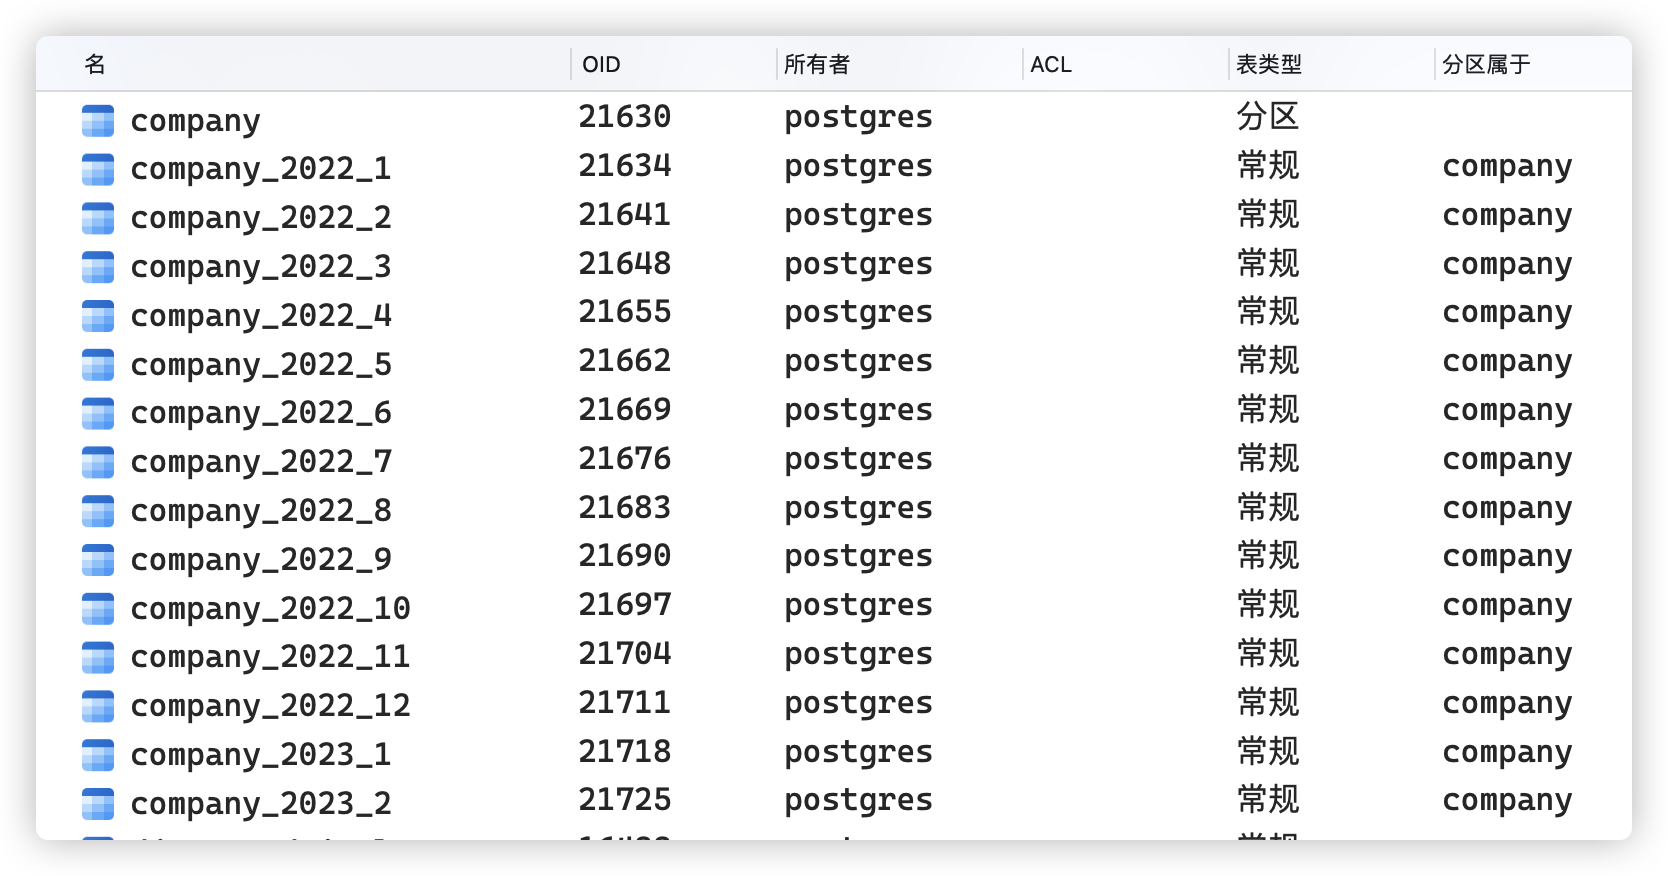 名 OID 所有者 ACL 表类型 分区属于
company 21630 postgres 分区
company_2022_1 21634 postgres 常规 company
company_2022_2 21641 postgres 常规 company
company_2022_3 21648 postgres 常规 company
company_2022_4 21655 postgres 常规 company
company_2022_5 21662 postgres 常规 company
company_2022_6 21669 postgres 常规 company
company_2022_7 21676 postgres 常规 company
company_2022_8 21683 postgres 常规 company
company_2022_9 21690 postgres 常规 company
company_2022_10 21697 postgres 常规 company
company_2022_11 21704 postgres 常规 company
company_2022_12 21711 postgres 常规 company
company_2023_1 21718 postgres 常规 company
company_2023_2 21725 postgres 常规 company